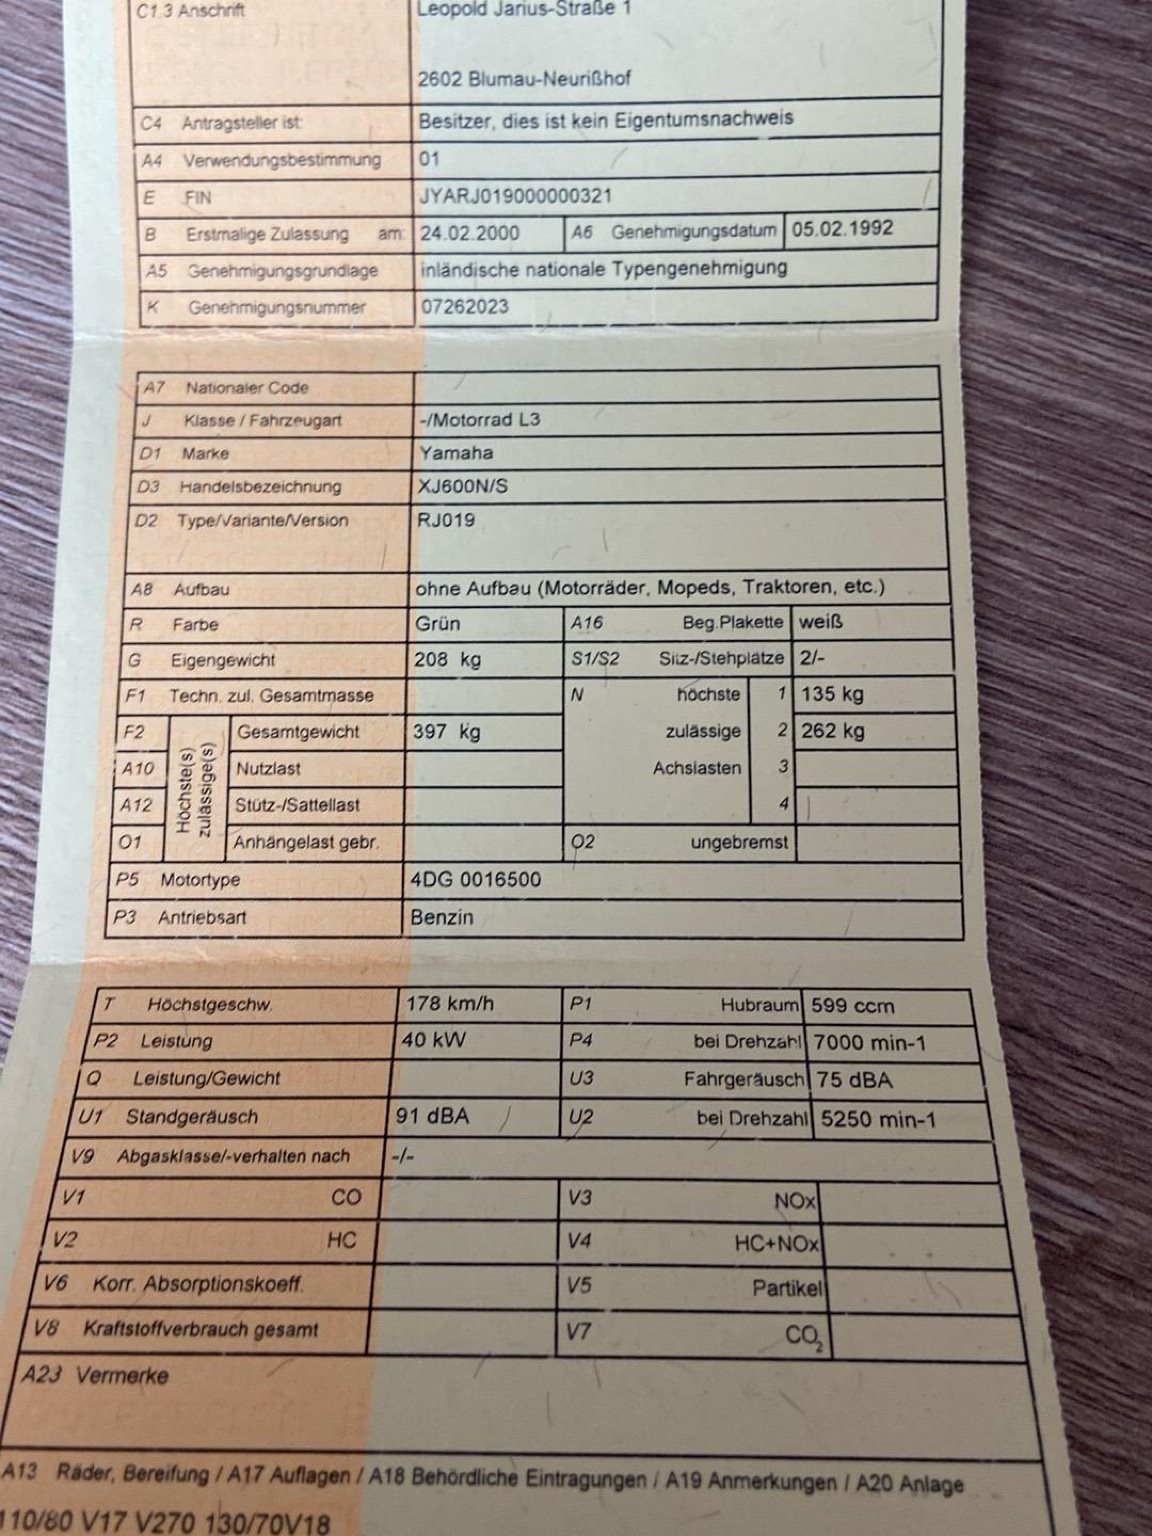 C1.3 Anschrift Leopold Jarius-Straße 1
2602 Blumau-Neurißhof
C4 Antragsteller ist: Besitzer, dies ist kein Eigentumsnachweis
A4 Verwendungsbestimmung 01
E FIN JYARJ019000000321
B Erstmalige Zulassung am: 24.02.2000 A6 Genehmigungsdatum 05.02.1992
A5 Genehmigungsgrundlage inländische nationale Typengenehmigung
K Genehmigungsnummer 07262023
A7 Nationaler Code
J Klasse / Fahrzeugart -/Motorrad L3
D1 Marke Yamaha
D3 Handelsbezeichnung XJ600N/S
D2 Type/Variante/Version RJ019
A8 Aufbau ohne Aufbau (Motorräder, Mopeds, Traktoren, etc.)
R Farbe Grün A16 Beg.Plakette weiß
G Eigengewicht 208 kg S1/S2 Sitz-/Stehplätze 2/-
F1 Techn. zul. Gesamtmasse N höchste 1 135 kg
F2 Höchste(s) zulässige(s) Gesamtgewicht 397 kg zulässige 2 262 kg
A10 Nutzlast Achslasten 3
A12 Stütz-/Sattellast 4
O1 Anhängelast gebr. O2 ungebremst
P5 Motortype 4DG 0016500
P3 Antriebsart Benzin
T Höchstgeschw. 178 km/h P1 Hubraum 599 ccm
P2 Leistung 40 kW P4 bei Drehzahl 7000 min-1
Q Leistung/Gewicht U3 Fahrgeräusch 75 dBA
U1 Standgeräusch 91 dBA U2 bei Drehzahl 5250 min-1
V9 Abgasklasse/-verhalten nach -/-
V1 CO V3 NOx
V2 HC V4 HC+NOx
V6 Korr. Absorptionskoeff. V5 Partikel
V8 Kraftstoffverbrauch gesamt V7 CO2
A23 Vermerke
A13 Räder, Bereifung / A17 Auflagen / A18 Behördliche Eintragungen / A19 Anmerkungen / A20 Anlage
110/80 V17 V270 130/70V18